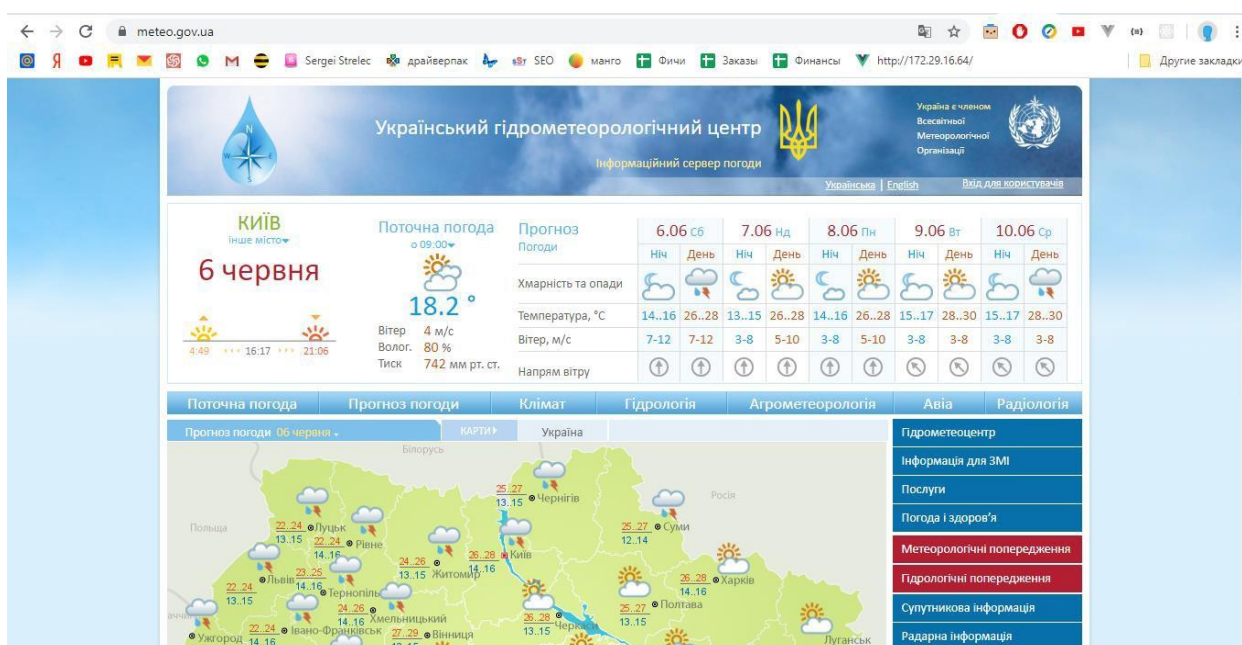 meteo.gov.ua
Sergei Strelec драйверпак SEO манго Фичи Заказы Финансы http://172.29.16.64/ Другие закладки
Український гідрометеорологічний центр
Інформаційний сервер погоди
Україна є членом
Всесвітньої
Метеорологічної
Організації
Українська | English Вхід для користувачів
N
W E
S
КИЇВ
інше місто
6 червня
4:49 16:17 21:06
Поточна погода
о 09:00
18.2 °
Вітер 4 м/с
Волог. 80 %
Тиск 742 мм рт. ст.
Прогноз 6.06 Сб 7.06 Нд 8.06 Пн 9.06 Вт 10.06 Ср
Погоди Ніч День Ніч День Ніч День Ніч День Ніч День
Хмарність та опади
Температура, °C 14..16 26..28 13..15 26..28 14..16 26..28 15..17 28..30 15..17 28..30
Вітер, м/с 7-12 7-12 3-8 5-10 3-8 5-10 3-8 3-8 3-8 3-8
Напрям вітру
Поточна погода Прогноз погоди Клімат Гідрологія Агрометеорологія Авіа Радіологія
Прогноз погоди 06 червня КАРТИ Україна
Білорусь
Росія
Польща
25..27
13..15 Чернігів
22..24 Луцьк
13..15
22..24 Рівне
14..16
25..27 Суми
12..14
24..26
13..15 Житомир
26..28 Київ
14..16
22..24 Львів
13..15
23..25
14..16 Тернопіль
26..28 Харків
14..16
24..26
14..16 Хмельницький
25..27 Полтава
13..15
26..28 Черкаси
13..15
Ужгород
22..24 Івано-Франківськ
14..16
27..29 Вінниця
Луганськ
Гідрометеоцентр
Інформація для ЗМІ
Послуги
Погода і здоров’я
Метеорологічні попередження
Гідрологічні попередження
Супутникова інформація
Радарна інформація